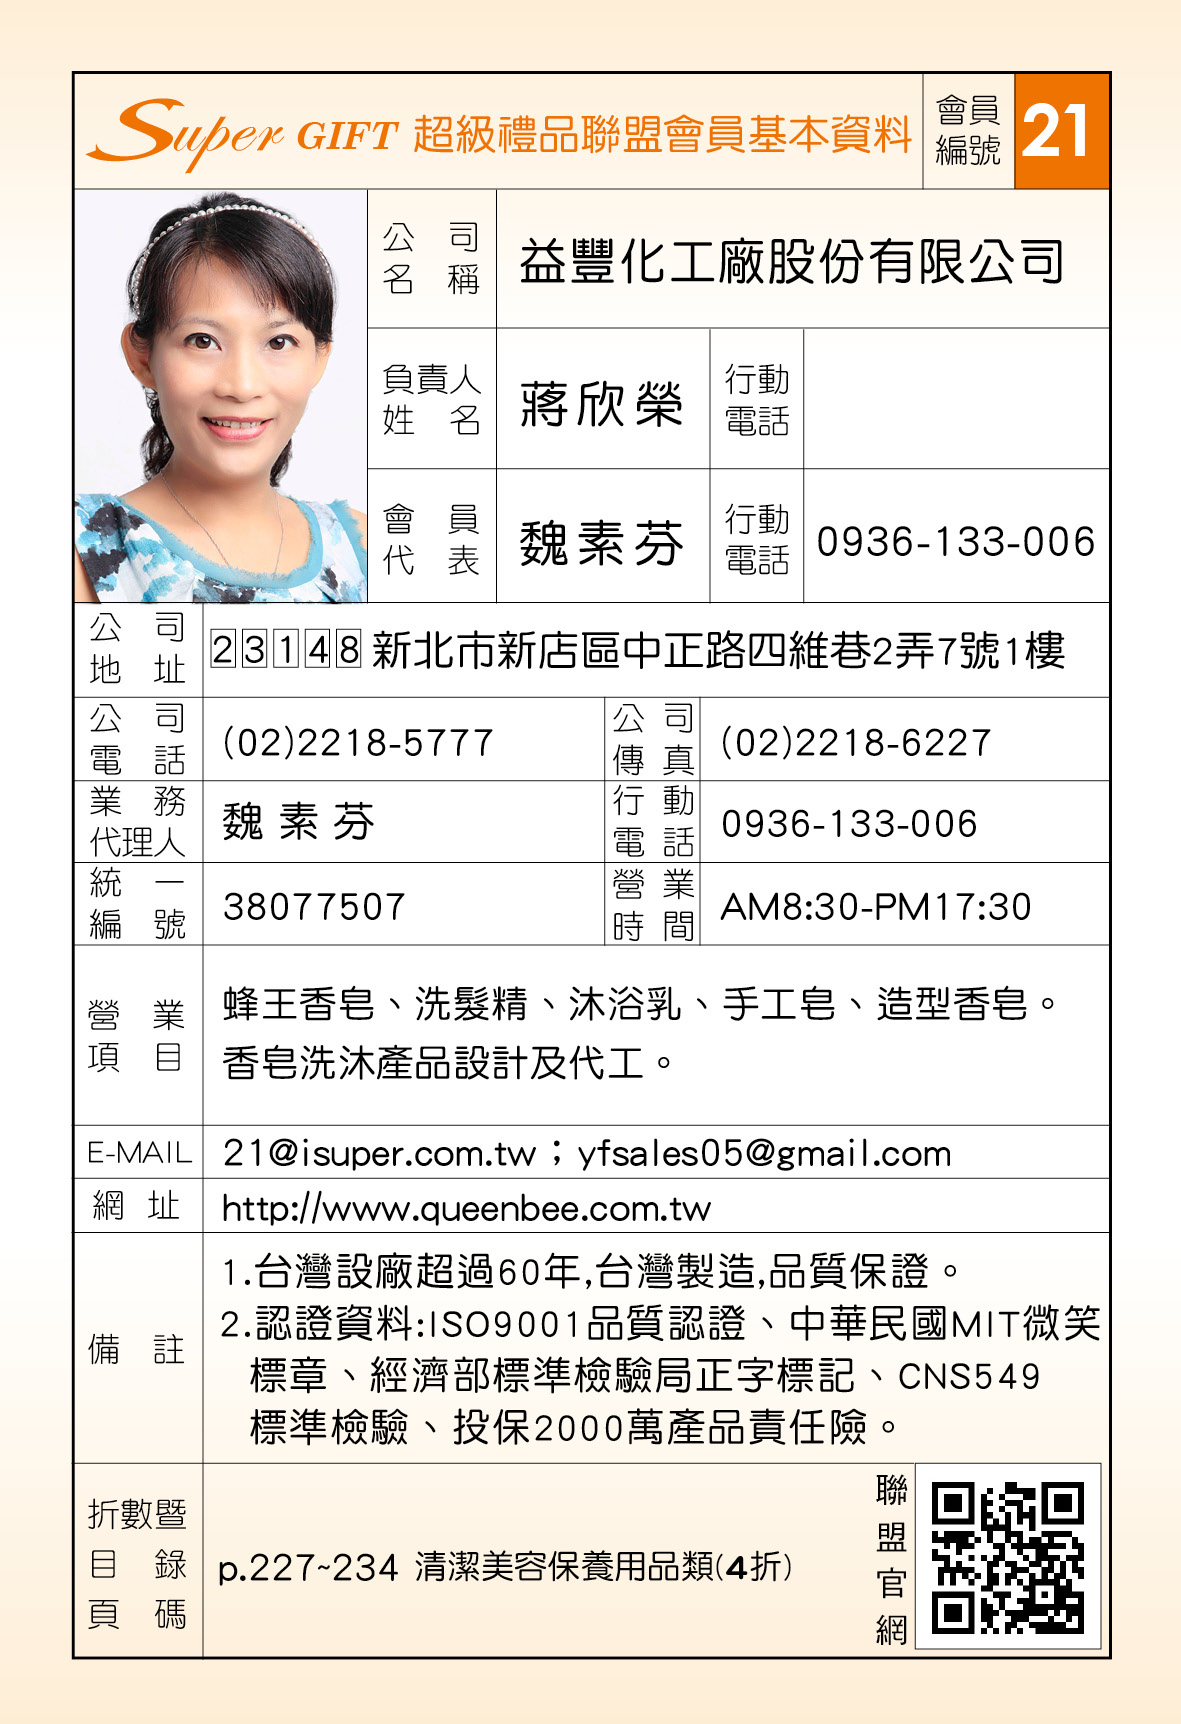 Super GIFT 超級禮品聯盟會員基本資料
會員編號 21
公司名稱 益豐化工廠股份有限公司
負責人姓名 蔣欣榮 行動電話
會員代表 魏素芬 行動電話 0936-133-006
公司地址 23148 新北市新店區中正路四維巷2弄7號1樓
公司電話 (02)2218-5777 公司傳真 (02)2218-6227
業務代理人 魏素芬 行動電話 0936-133-006
統一編號 38077507 營業時間 AM8:30-PM17:30
營業項目 蜂王香皂、洗髮精、沐浴乳、手工皂、造型香皂。
香皂洗沐產品設計及代工。
E-MAIL 21@isuper.com.tw；yfsales05@gmail.com
網址 http://www.queenbee.com.tw
備註 1.台灣設廠超過60年,台灣製造,品質保證。
2.認證資料:ISO9001品質認證、中華民國MIT微笑
標章、經濟部標準檢驗局正字標記、CNS549
標準檢驗、投保2000萬產品責任險。
折數暨目錄頁碼 p.227~234 清潔美容保養用品類(4折)
聯盟官網